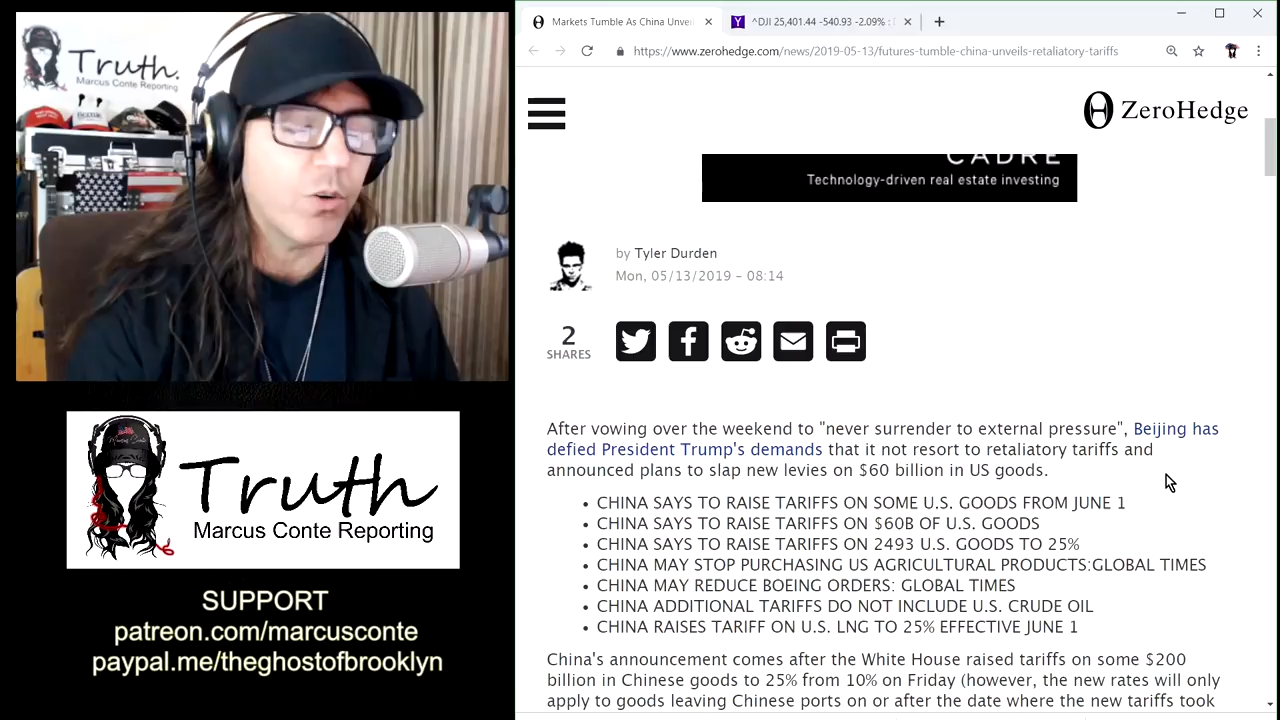 Truth.
Marcus Conte Reporting
Truth
Marcus Conte Reporting
SUPPORT
patreon.com/marcusconte
paypal.me/theghostofbrooklyn
Markets Tumble As China Unvei
^DJI 25,401.44 -540.93 -2.09% :
https://www.zerohedge.com/news/2019-05-13/futures-tumble-china-unveils-retaliatory-tariffs
ZeroHedge
CADRE
Technology-driven real estate investing
by Tyler Durden
Mon, 05/13/2019 - 08:14
2
SHARES
After vowing over the weekend to "never surrender to external pressure", Beijing has
defied President Trump's demands that it not resort to retaliatory tariffs and
announced plans to slap new levies on $60 billion in US goods.
• CHINA SAYS TO RAISE TARIFFS ON SOME U.S. GOODS FROM JUNE 1
• CHINA SAYS TO RAISE TARIFFS ON $60B OF U.S. GOODS
• CHINA SAYS TO RAISE TARIFFS ON 2493 U.S. GOODS TO 25%
• CHINA MAY STOP PURCHASING US AGRICULTURAL PRODUCTS:GLOBAL TIMES
• CHINA MAY REDUCE BOEING ORDERS: GLOBAL TIMES
• CHINA ADDITIONAL TARIFFS DO NOT INCLUDE U.S. CRUDE OIL
• CHINA RAISES TARIFF ON U.S. LNG TO 25% EFFECTIVE JUNE 1
China's announcement comes after the White House raised tariffs on some $200
billion in Chinese goods to 25% from 10% on Friday (however, the new rates will only
apply to goods leaving Chinese ports on or after the date where the new tariffs took